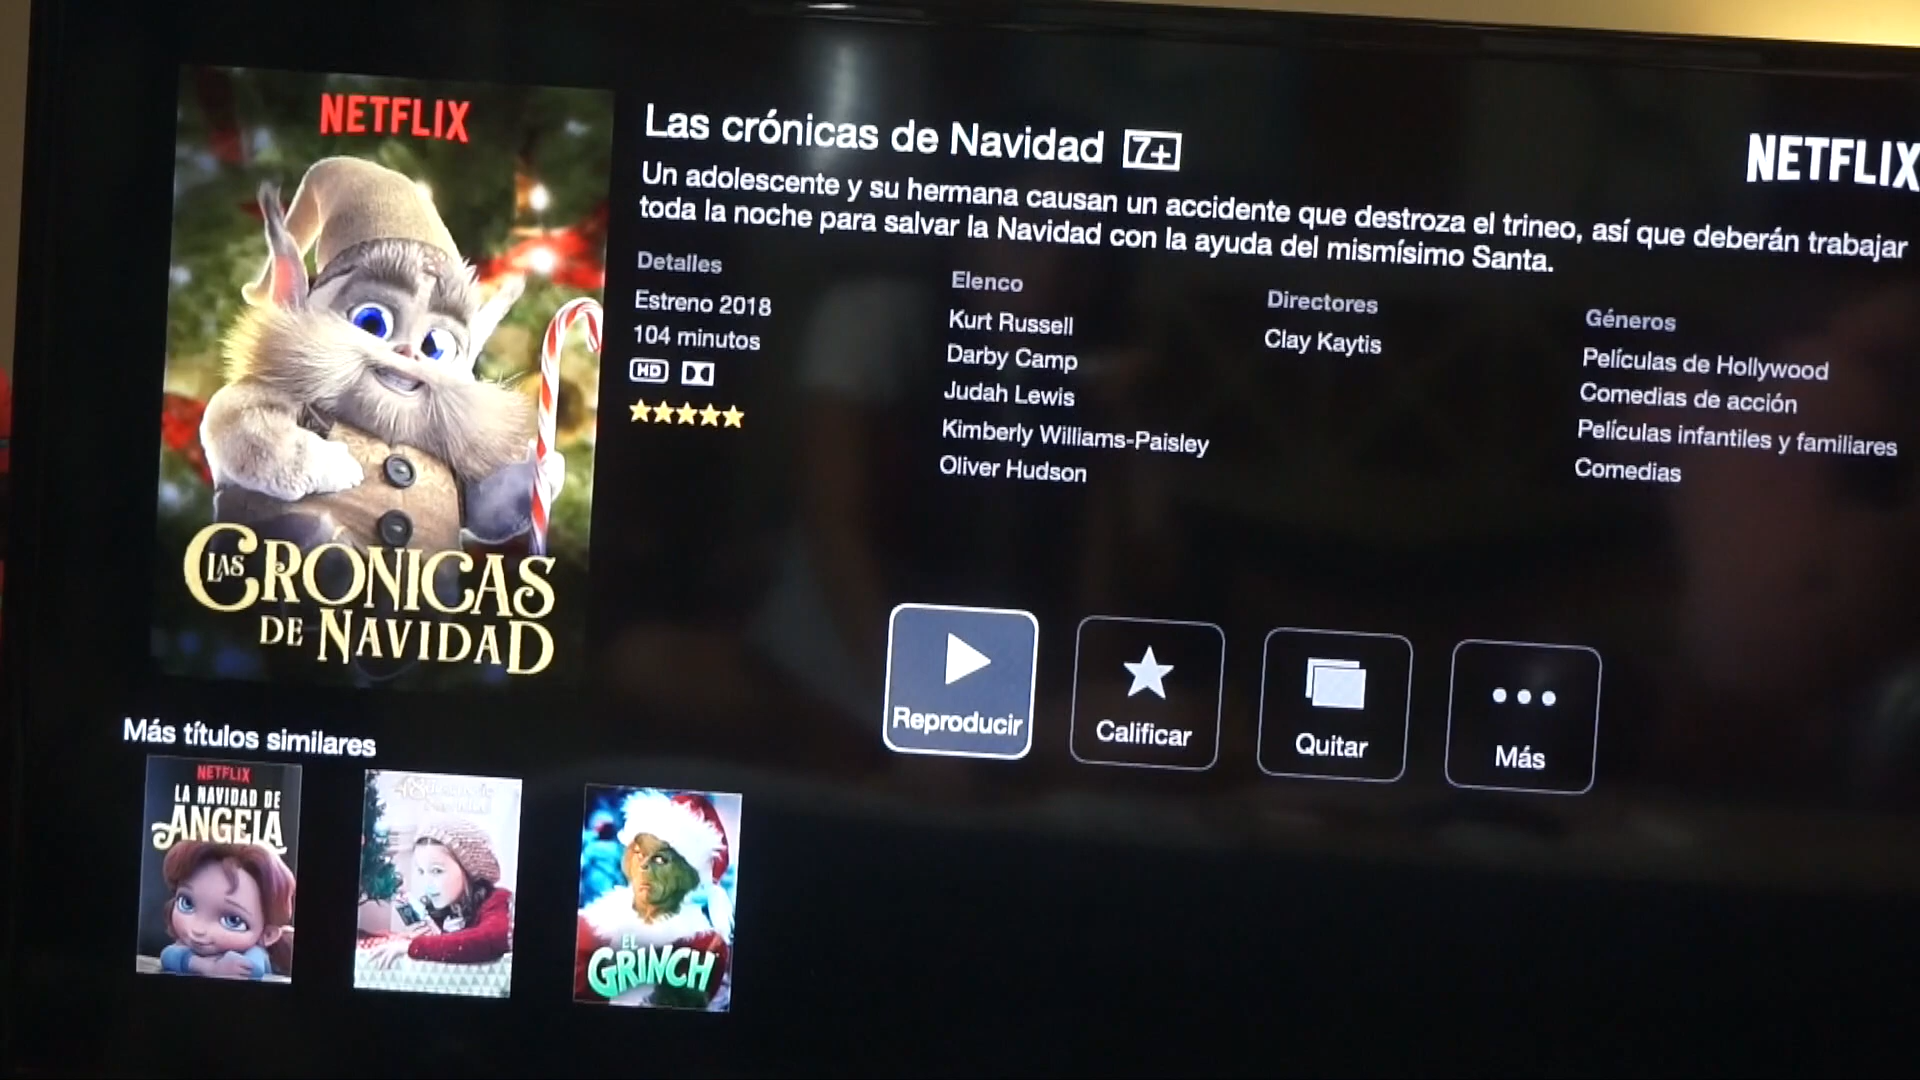 NETFLIX
LAS CRÓNICAS
DE NAVIDAD
Las crónicas de Navidad 7+
NETFLIX
Un adolescente y su hermana causan un accidente que destroza el trineo, así que deberán trabajar
toda la noche para salvar la Navidad con la ayuda del mismísimo Santa.
Detalles
Estreno 2018
104 minutos
HD
Elenco
Kurt Russell
Darby Camp
Judah Lewis
Kimberly Williams-Paisley
Oliver Hudson
Directores
Clay Kaytis
Géneros
Películas de Hollywood
Comedias de acción
Películas infantiles y familiares
Comedias
Reproducir
Calificar
Quitar
Más
Más títulos similares
NETFLIX
LA NAVIDAD DE
ANGELA
EL
GRINCH